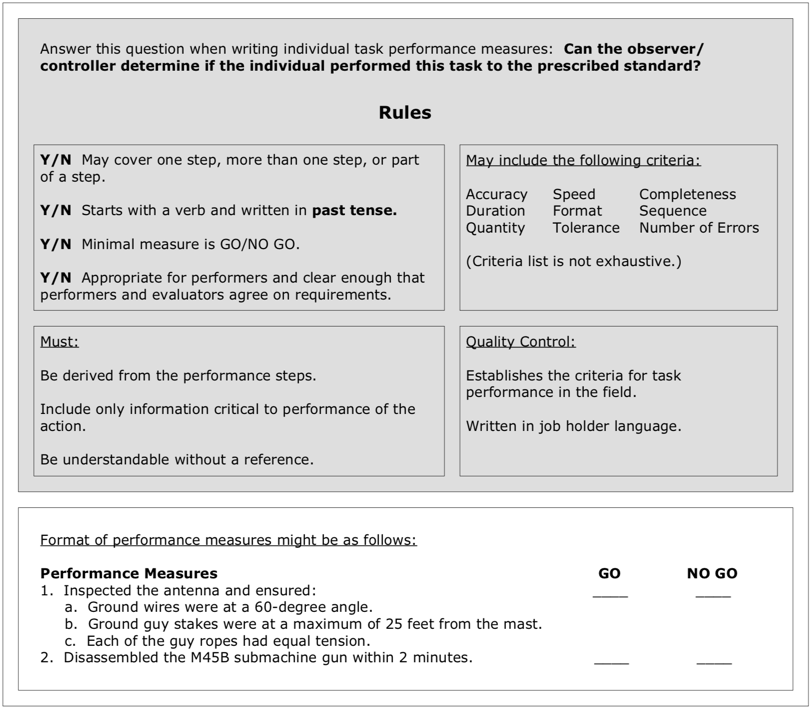 Answer this question when writing individual task performance measures:  Can the observer/
controller determine if the individual performed this task to the prescribed standard?
Rules
Y/N  May cover one step, more than one step, or part
of a step.
Y/N  Starts with a verb and written in past tense.
Y/N  Minimal measure is GO/NO GO.
Y/N  Appropriate for performers and clear enough that
performers and evaluators agree on requirements.
May include the following criteria:
Accuracy Speed Completeness
Duration Format Sequence
Quantity Tolerance Number of Errors
(Criteria list is not exhaustive.)
Must:
Be derived from the performance steps.
Include only information critical to performance of the
action.
Be understandable without a reference.
Quality Control:
Establishes the criteria for task
performance in the field.
Written in job holder language.
Format of performance measures might be as follows:
Performance Measures GO NO GO
1.  Inspected the antenna and ensured: ____ ____
a.  Ground wires were at a 60-degree angle.
b.  Ground guy stakes were at a maximum of 25 feet from the mast.
c.  Each of the guy ropes had equal tension.
2.  Disassembled the M45B submachine gun within 2 minutes. ____ ____